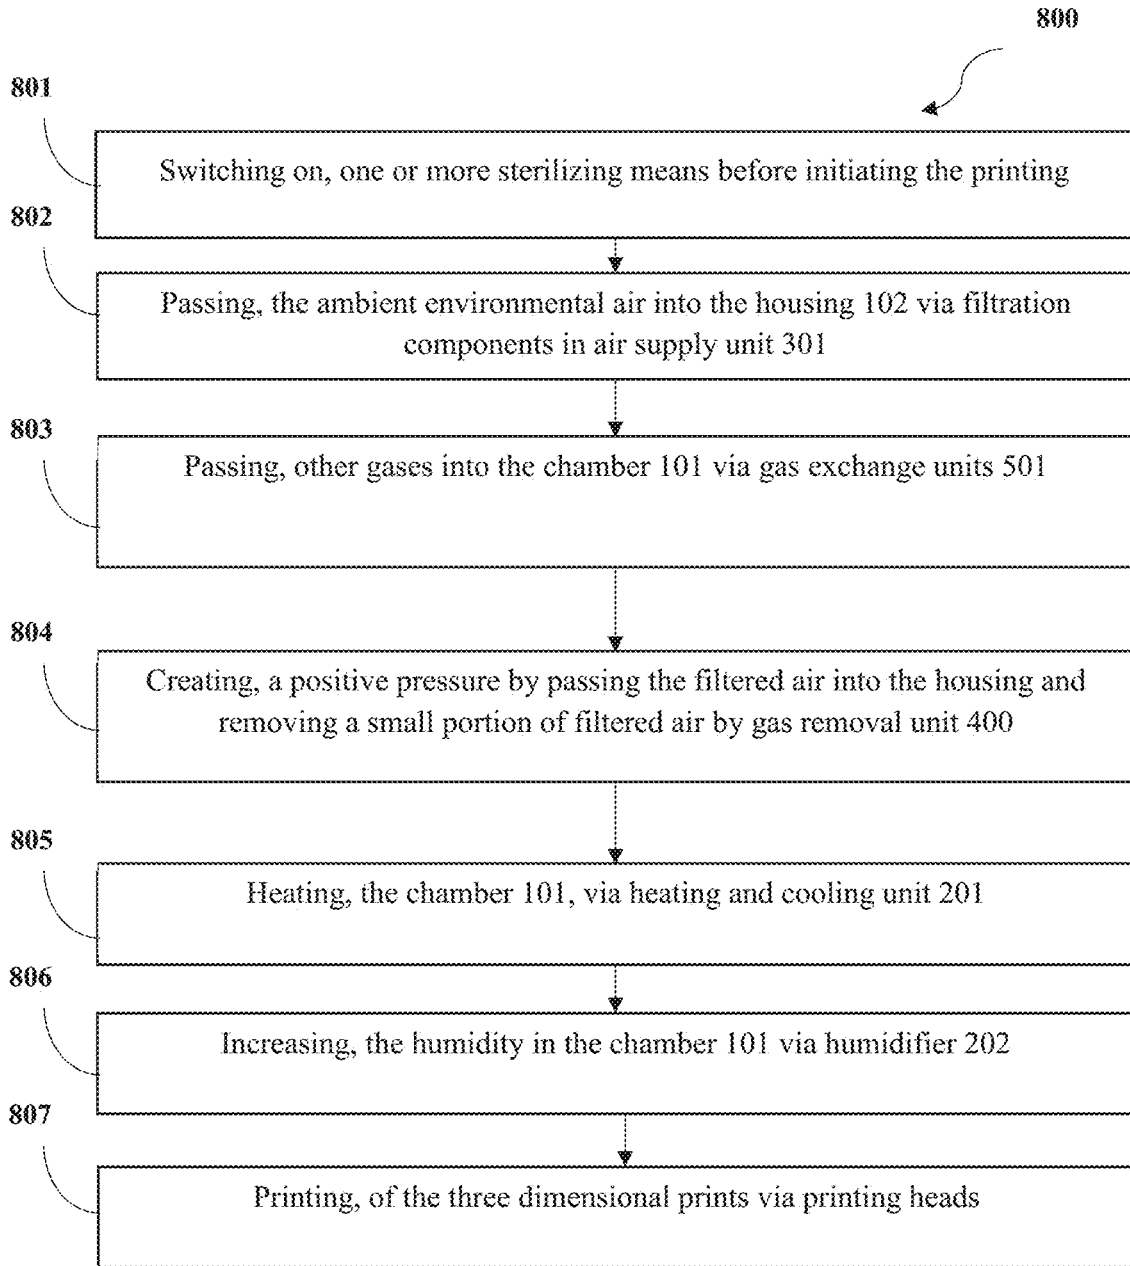 800
801
Switching on, one or more sterilizing means before initiating the printing
802
Passing, the ambient environmental air into the housing 102 via filtration
components in air supply unit 301
803
Passing, other gases into the chamber 101 via gas exchange units 501
804
Creating, a positive pressure by passing the filtered air into the housing and
removing a small portion of filtered air by gas removal unit 400
805
Heating, the chamber 101, via heating and cooling unit 201
806
Increasing, the humidity in the chamber 101 via humidifier 202
807
Printing, of the three dimensional prints via printing heads